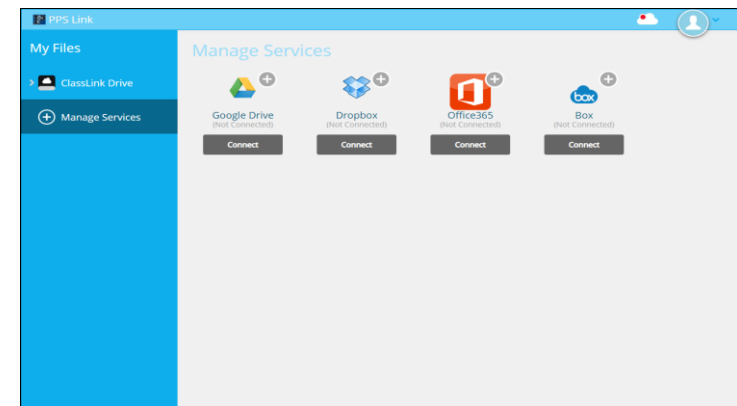 PPS Link
My Files
ClassLink Drive
Manage Services
Manage Services
Google Drive
(Not Connected)
Connect
Dropbox
(Not Connected)
Connect
Office365
(Not Connected)
Connect
box
Box
(Not Connected)
Connect